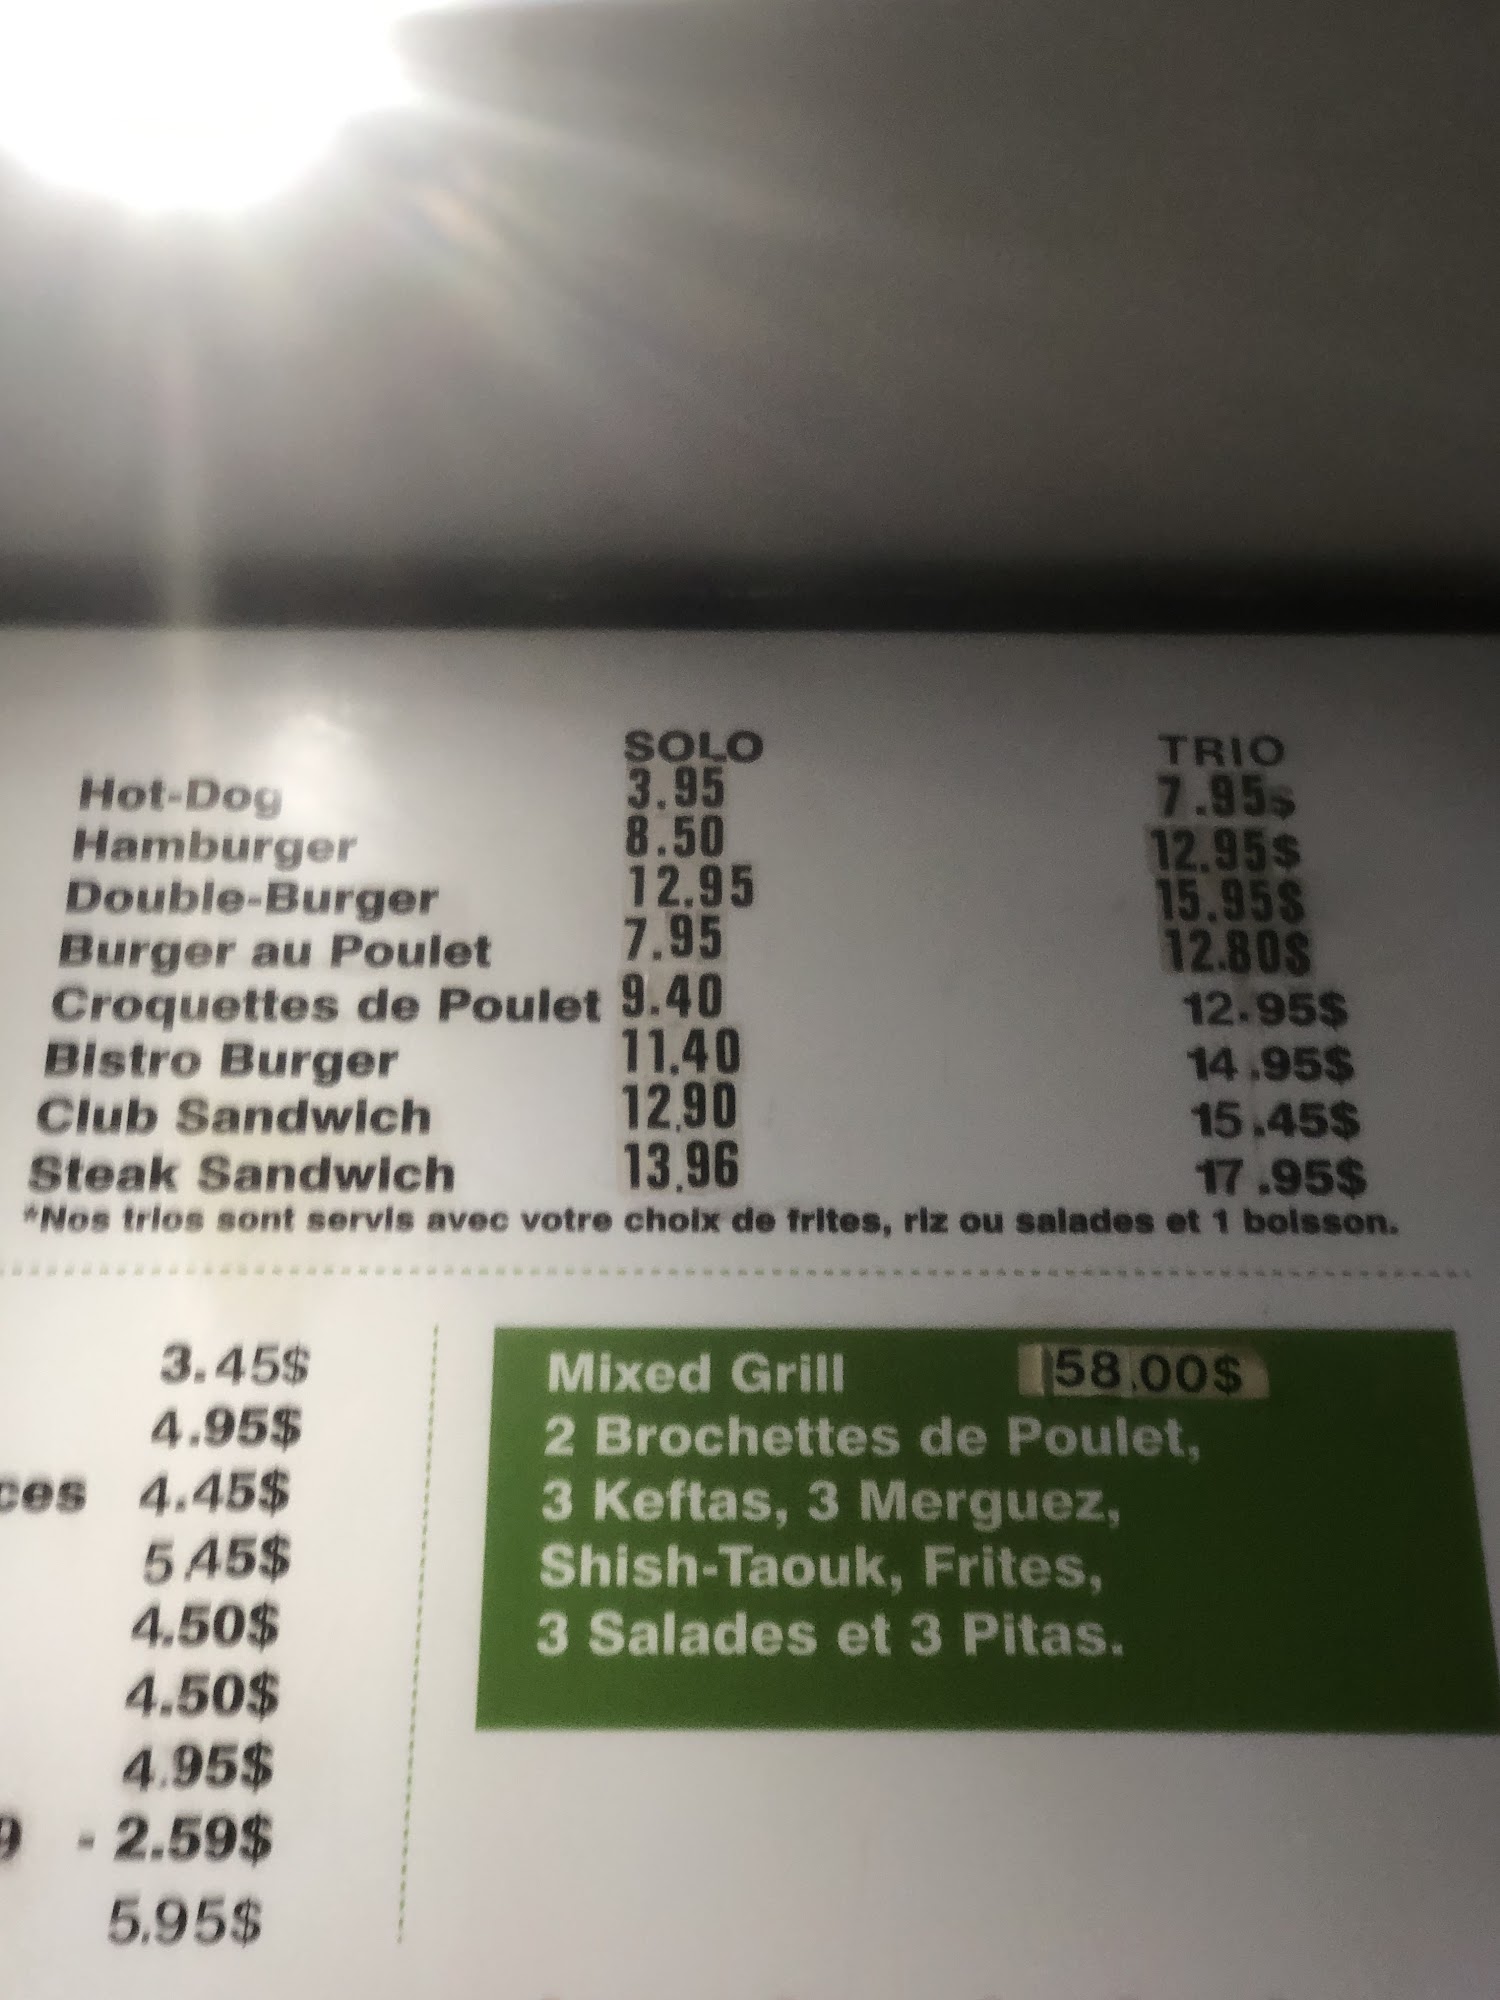 SOLO TRIO
Hot-Dog 3.95 7.95$
Hamburger 8.50 12.95$
Double-Burger 12.95 15.95$
Burger au Poulet 7.95 12.80$
Croquettes de Poulet 9.40 12.95$
Bistro Burger 11.40 14.95$
Club Sandwich 12.90 15.45$
Steak Sandwich 13.96 17.95$
*Nos trios sont servis avec votre choix de frites, riz ou salades et 1 boisson.
3.45$
4.95$
ces 4.45$
5.45$
4.50$
4.50$
4.95$
9 - 2.59$
5.95$
Mixed Grill 58.00$
2 Brochettes de Poulet,
3 Keftas, 3 Merguez,
Shish-Taouk, Frites,
3 Salades et 3 Pitas.